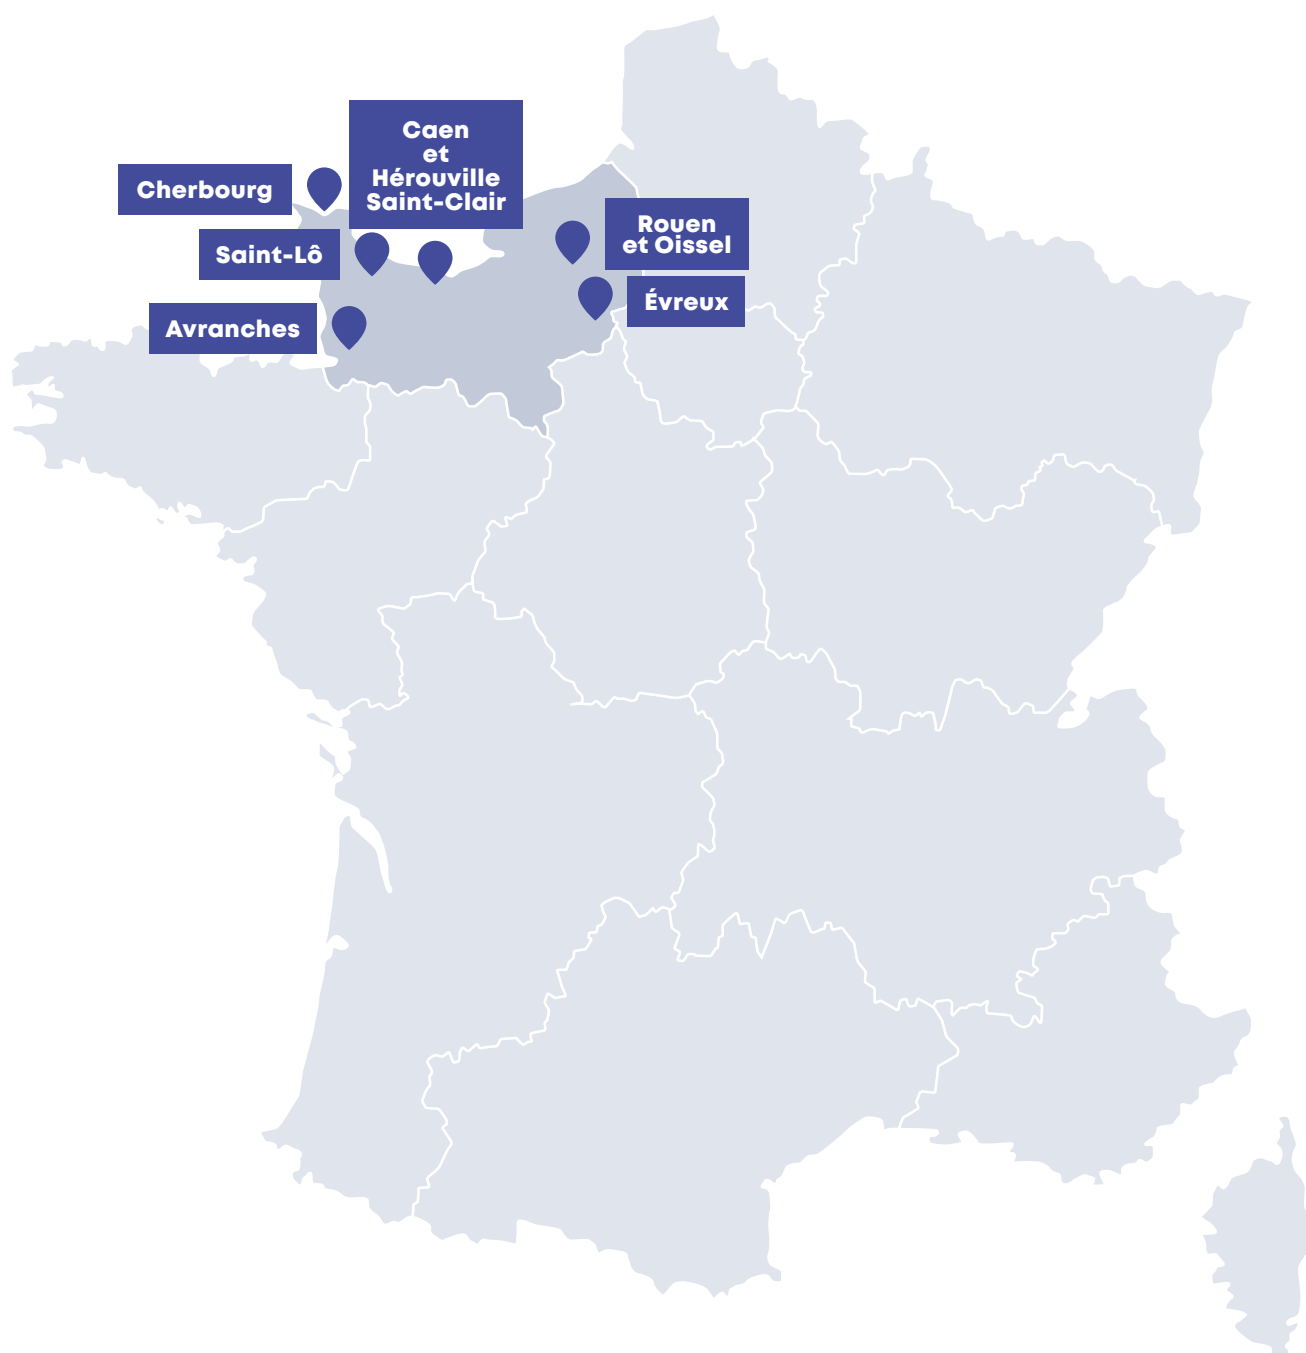 Caen
et
Hérouville
Saint-Clair
Cherbourg
Rouen
et Oissel
Saint-Lô
Évreux
Avranches